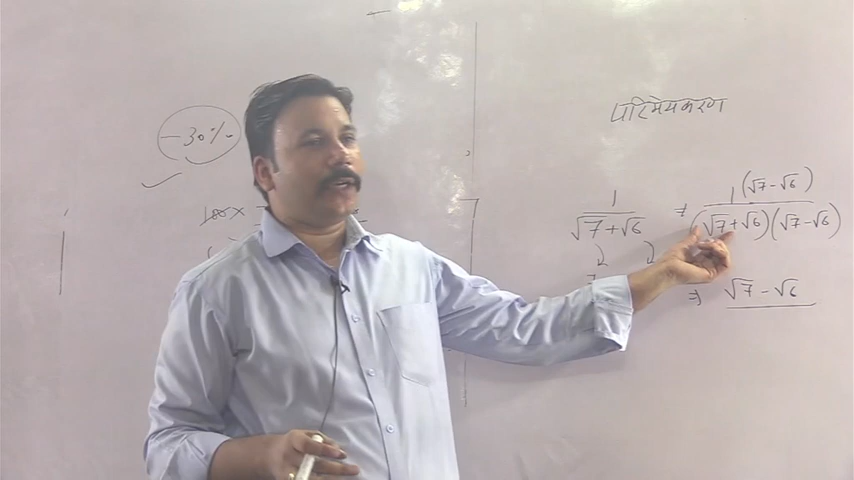 परिमेयकरण
-30%
1 (√7-√6)
1
√7+√6 ⇒ (√7+√6)(√7-√6)
⇒ √7-√6